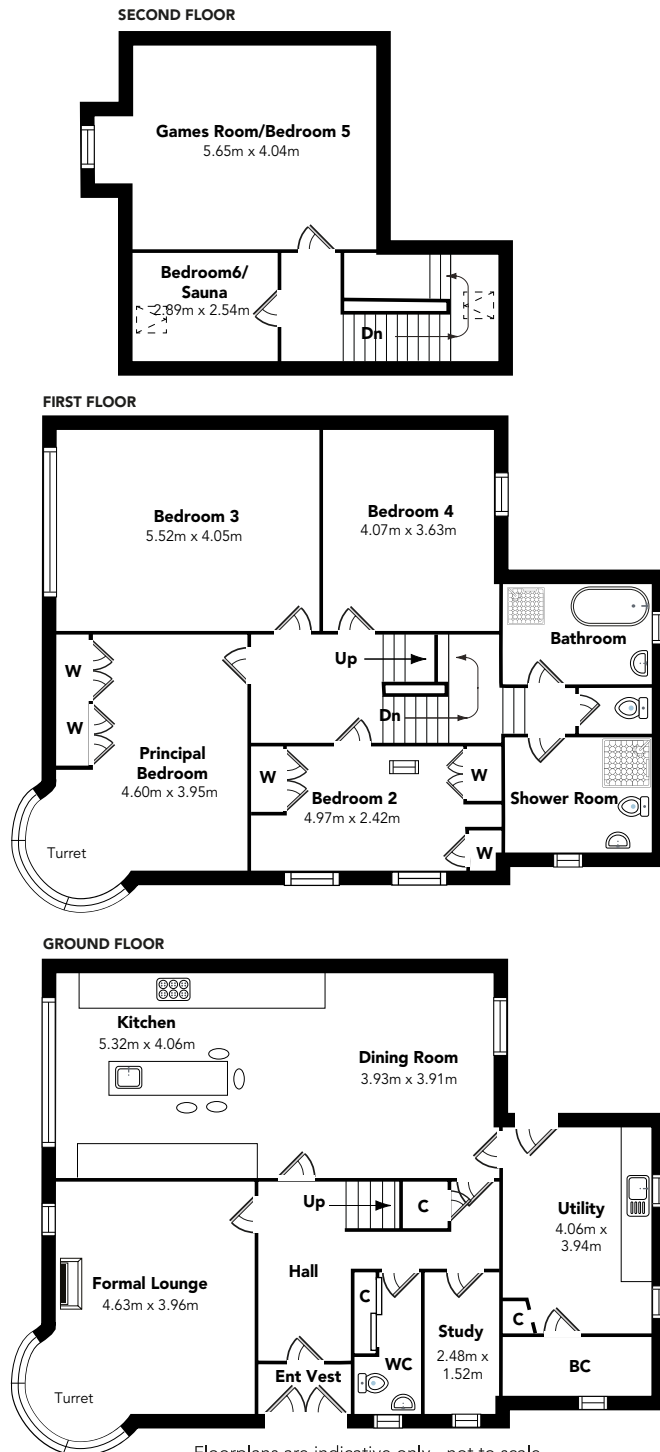 SECOND FLOOR
Games Room/Bedroom 5
5.65m x 4.04m
Bedroom6/
Sauna
2.89m x 2.54m
Dn
FIRST FLOOR
Bedroom 3
5.52m x 4.05m
Bedroom 4
4.07m x 3.63m
Bathroom
W
Up
W
Dn
Principal
Bedroom
4.60m x 3.95m
W
W
Bedroom 2
4.97m x 2.42m
Shower Room
Turret
W
GROUND FLOOR
Kitchen
5.32m x 4.06m
Dining Room
3.93m x 3.91m
Up
C
Utility
4.06m x
3.94m
Hall
Formal Lounge
4.63m x 3.96m
C
C
Study
2.48m x
1.52m
WC
BC
Ent Vest
Turret
Floorplans are indicative only - not to scale